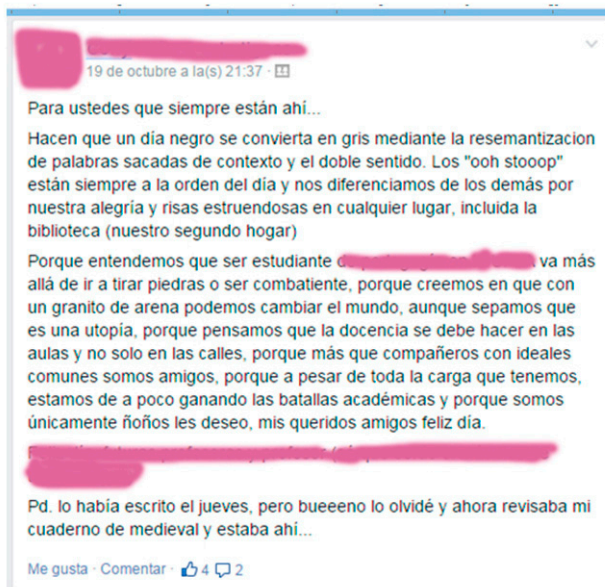 19 de octubre a la(s) 21:37 ·
Para ustedes que siempre están ahí...
Hacen que un día negro se convierta en gris mediante la resemantizacion
de palabras sacadas de contexto y el doble sentido. Los "ooh stooop"
están siempre a la orden del día y nos diferenciamos de los demás por
nuestra alegría y risas estruendosas en cualquier lugar, incluida la
biblioteca (nuestro segundo hogar)
Porque entendemos que ser estudiante va más
allá de ir a tirar piedras o ser combatiente, porque creemos en que con
un granito de arena podemos cambiar el mundo, aunque sepamos que
es una utopía, porque pensamos que la docencia se debe hacer en las
aulas y no solo en las calles, porque más que compañeros con ideales
comunes somos amigos, porque a pesar de toda la carga que tenemos,
estamos de a poco ganando las batallas académicas y porque somos
únicamente ñoños les deseo, mis queridos amigos feliz día.
Pd. lo había escrito el jueves, pero bueeeno lo olvidé y ahora revisaba mi
cuaderno de medieval y estaba ahí...
Me gusta · Comentar · 4 2